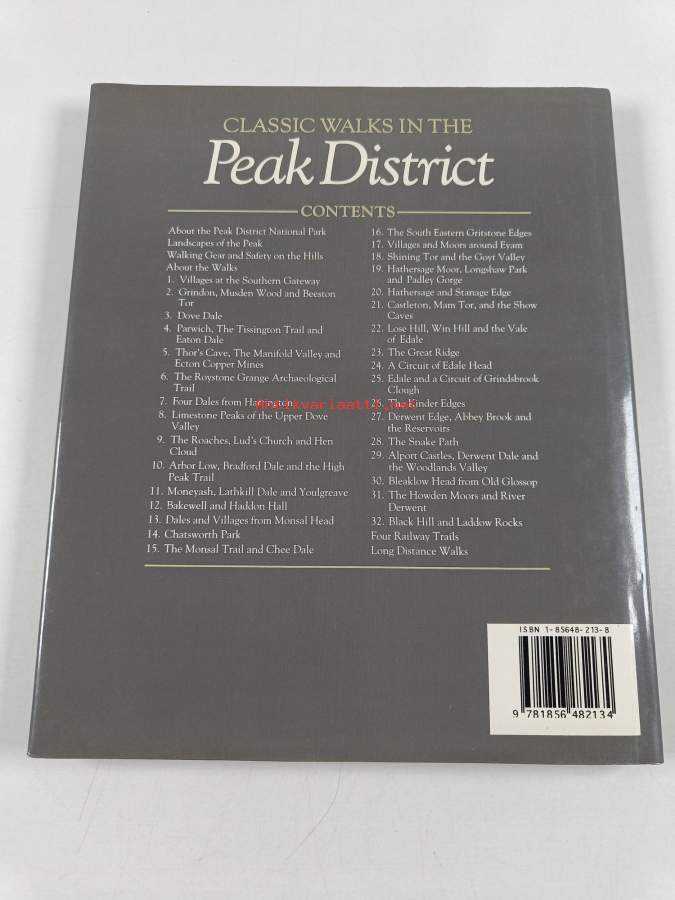 CLASSIC WALKS IN THE
Peak District
CONTENTS
About the Peak District National Park
Landscapes of the Peak
Walking Gear and Safety on the Hills
About the Walks
1. Villages at the Southern Gateway
2. Grindon, Musden Wood and Beeston
Tor
3. Dove Dale
4. Parwich, The Tissington Trail and
Eaton Dale
5. Thor's Cave, The Manifold Valley and
Ecton Copper Mines
6. The Roystone Grange Archaeological
Trail
7. Four Dales from Hartington
8. Limestone Peaks of the Upper Dove
Valley
9. The Roaches, Lud's Church and Hen
Cloud
10. Arbor Low, Bradford Dale and the High
Peak Trail
11. Moneyash, Lathkill Dale and Youlgreave
12. Bakewell and Haddon Hall
13. Dales and Villages from Monsal Head
14. Chatsworth Park
15. The Monsal Trail and Chee Dale
16. The South Eastern Gritstone Edges
17. Villages and Moors around Eyam
18. Shining Tor and the Goyt Valley
19. Hathersage Moor, Longshaw Park
and Padley Gorge
20. Hathersage and Stanage Edge
21. Castleton, Mam Tor, and the Show
Caves
22. Lose Hill, Win Hill and the Vale
of Edale
23. The Great Ridge
24. A Circuit of Edale Head
25. Edale and a Circuit of Grindsbrook
Clough
26. The Kinder Edges
27. Derwent Edge, Abbey Brook and
the Reservoirs
28. The Snake Path
29. Alport Castles, Derwent Dale and
the Woodlands Valley
30. Bleaklow Head from Old Glossop
31. The Howden Moors and River
Derwent
32. Black Hill and Laddow Rocks
Four Railway Trails
Long Distance Walks
antikvariaatti.net
ISBN 1-85648-213-8
9 781856 482134